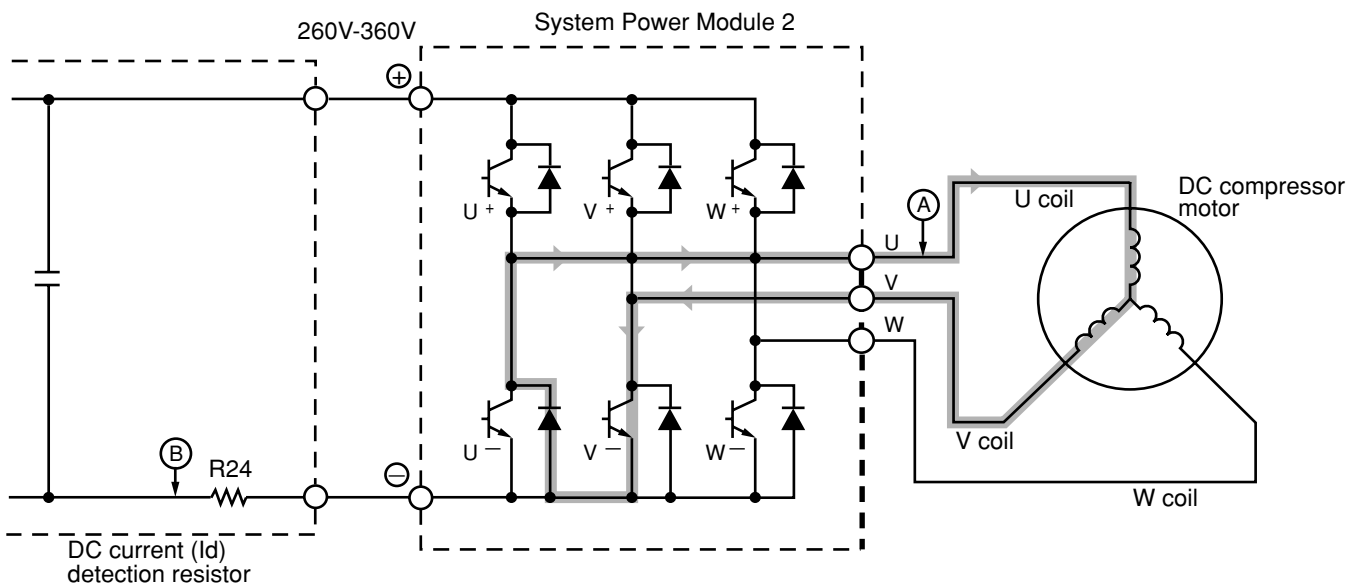 System Power Module 2
260V-360V
+
U +
V +
W +
A
U coil
DC compressor
motor
U
V
W
U −
V −
W −
V coil
W coil
B
R24
−
DC current (Id)
detection resistor